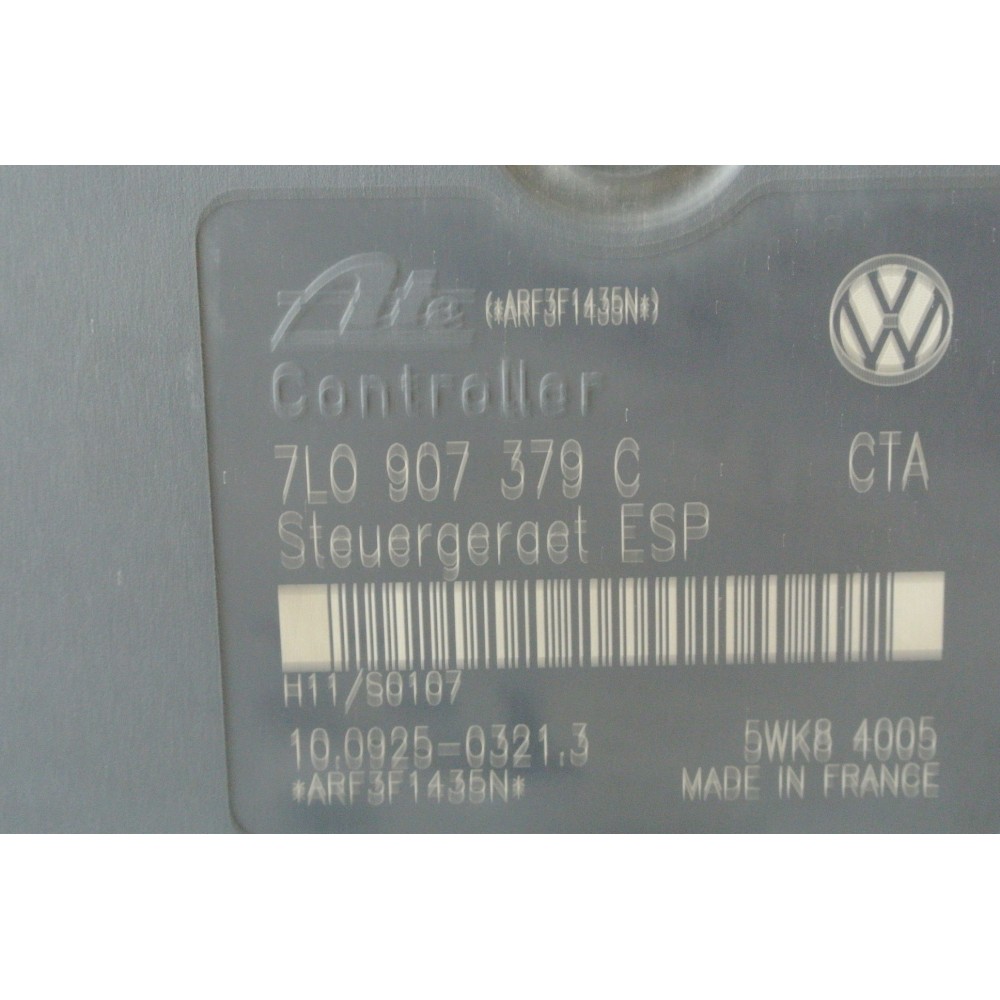 Ate (*ARF3F1435N*)
Controller
7L0 907 379 C CTA
Steuergeraet ESP
H11/S0107
10.0925-0321.3 5WK8 4005
*ARF3F1435N* MADE IN FRANCE